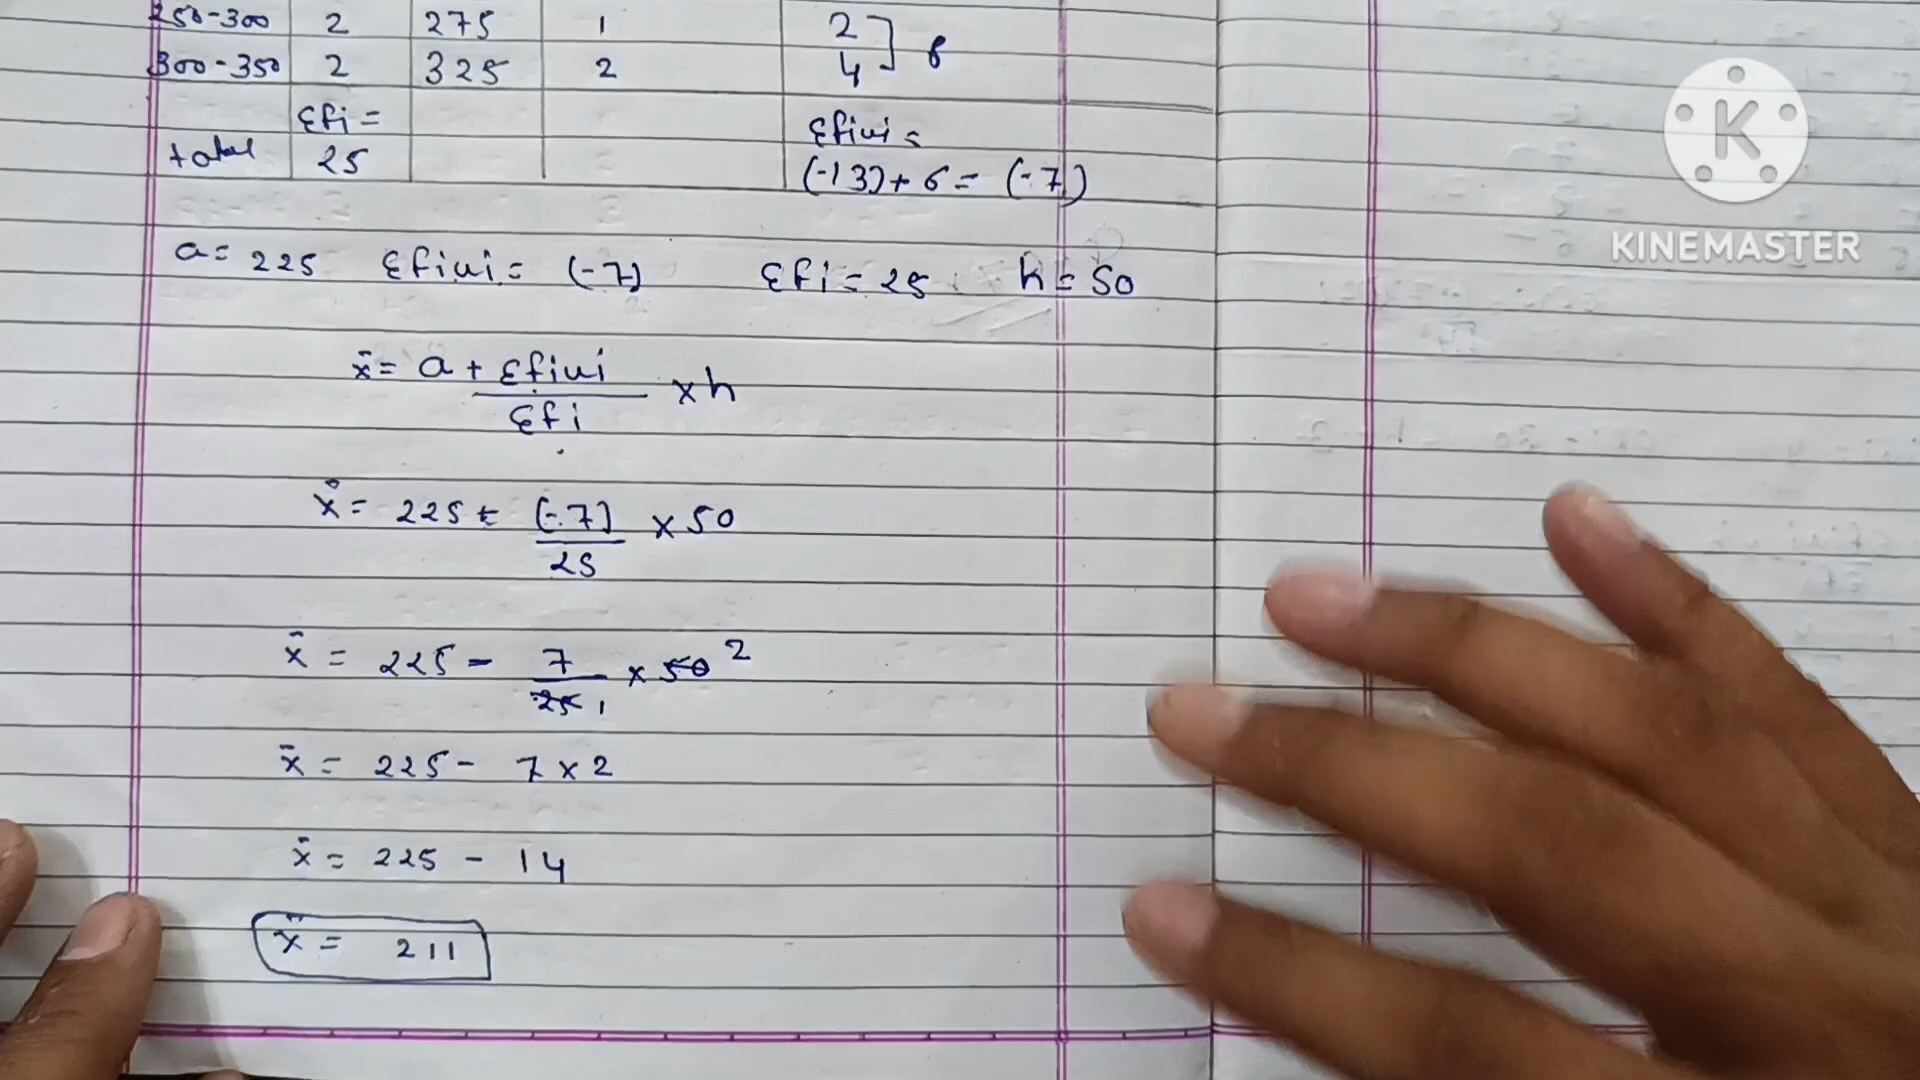 250-300 2 275 1 2
300-350 2 325 2 4 6
Σfi = Σfiui =
total 25 (-13)+6= (-7)
a= 225 Σfiui= (-7) Σfi = 25 h = 50
x̄= a + Σfiui × h
Σfi
x̄= 225 + (-7) × 50
25
x̄ = 225 - 7 × 50 2
25 1
x̄ = 225 - 7 × 2
x̄ = 225 - 14
x̄ = 211
K
KINEMASTER